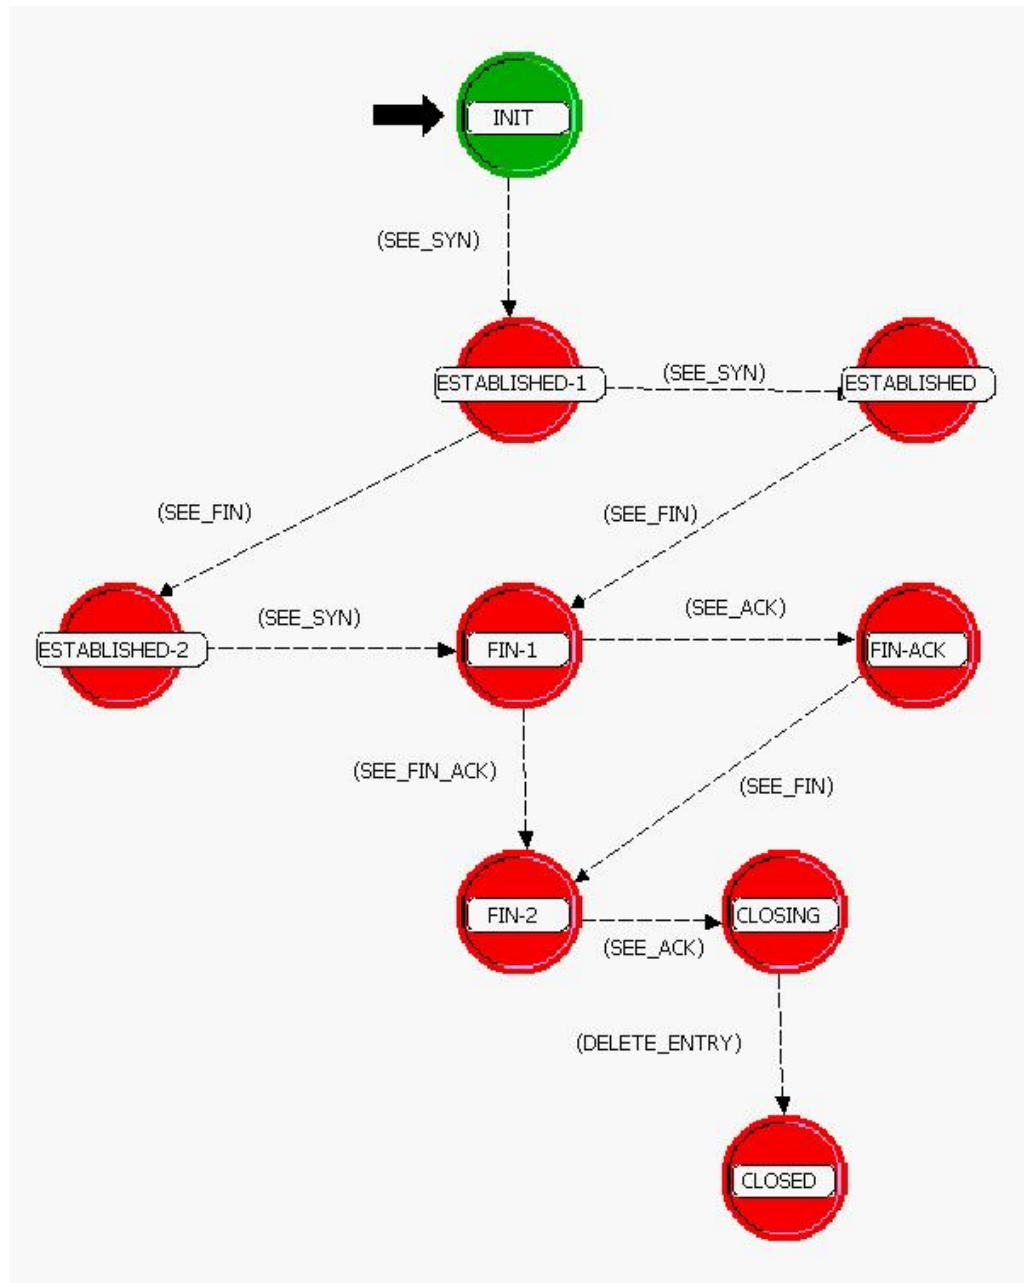 INIT
(SEE_SYN)
ESTABLISHED-1
(SEE_SYN)
ESTABLISHED
(SEE_FIN)
(SEE_FIN)
ESTABLISHED-2
(SEE_SYN)
FIN-1
(SEE_ACK)
FIN-ACK
(SEE_FIN_ACK)
(SEE_FIN)
FIN-2
(SEE_ACK)
CLOSING
(DELETE_ENTRY)
CLOSED